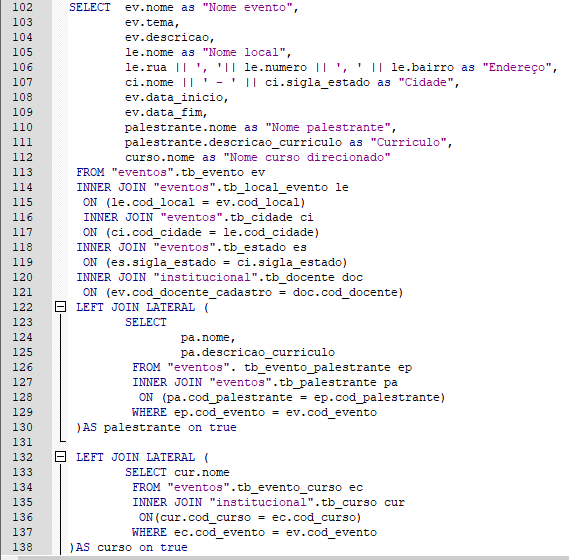 102 SELECT ev.nome as "Nome evento",
103 ev.tema,
104 ev.descricao,
105 le.nome as "Nome local",
106 le.rua || ', '|| le.numero || ', ' || le.bairro as "Endereço",
107 ci.nome || ' - ' || ci.sigla_estado as "Cidade",
108 ev.data_inicio,
109 ev.data_fim,
110 palestrante.nome as "Nome palestrante",
111 palestrante.descricao_curriculo as "Curriculo",
112 curso.nome as "Nome curso direcionado"
113 FROM "eventos".tb_evento ev
114 INNER JOIN "eventos".tb_local_evento le
115 ON (le.cod_local = ev.cod_local)
116 INNER JOIN "eventos".tb_cidade ci
117 ON (ci.cod_cidade = le.cod_cidade)
118 INNER JOIN "eventos".tb_estado es
119 ON (es.sigla_estado = ci.sigla_estado)
120 INNER JOIN "institucional".tb_docente doc
121 ON (ev.cod_docente_cadastro = doc.cod_docente)
122 LEFT JOIN LATERAL (
123 SELECT
124 pa.nome,
125 pa.descricao_curriculo
126 FROM "eventos". tb_evento_palestrante ep
127 INNER JOIN "eventos".tb_palestrante pa
128 ON (pa.cod_palestrante = ep.cod_palestrante)
129 WHERE ep.cod_evento = ev.cod_evento
130 )AS palestrante on true
131
132 LEFT JOIN LATERAL (
133 SELECT cur.nome
134 FROM "eventos".tb_evento_curso ec
135 INNER JOIN "institucional".tb_curso cur
136 ON(cur.cod_curso = ec.cod_curso)
137 WHERE ec.cod_evento = ev.cod_evento
138 )AS curso on true